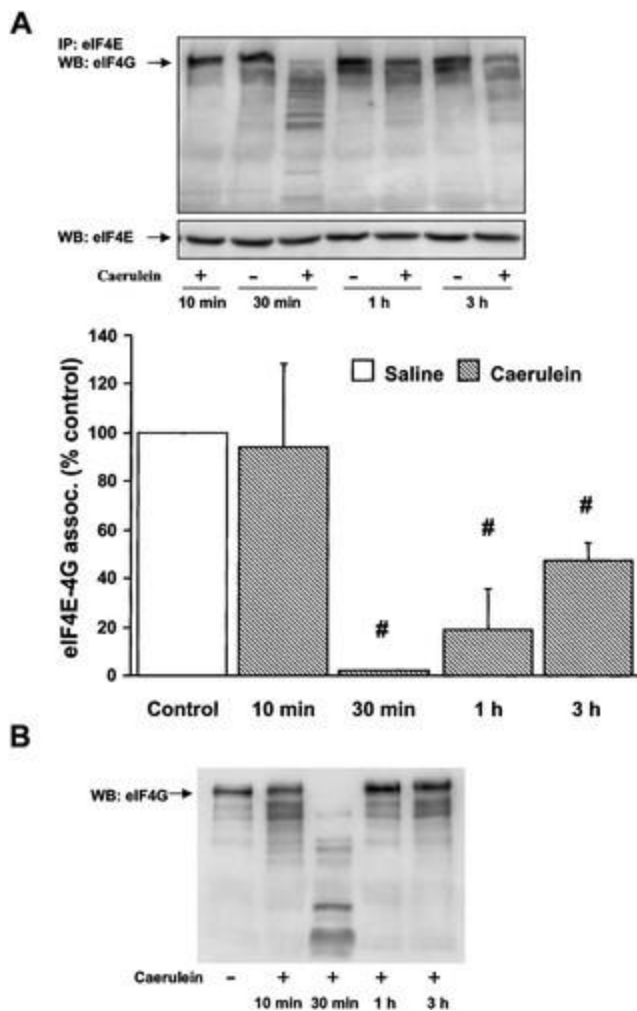 A
IP: eIF4E
WB: eIF4G
WB: eIF4E
Caerulein + - + - + - +
10 min 30 min 1 h 3 h
140
120
100
80
60
40
20
0
eIF4E-4G assoc. (% control)
Saline Caerulein
# # #
Control 10 min 30 min 1 h 3 h
B
WB: eIF4G
Caerulein - + + + +
10 min 30 min 1 h 3 h